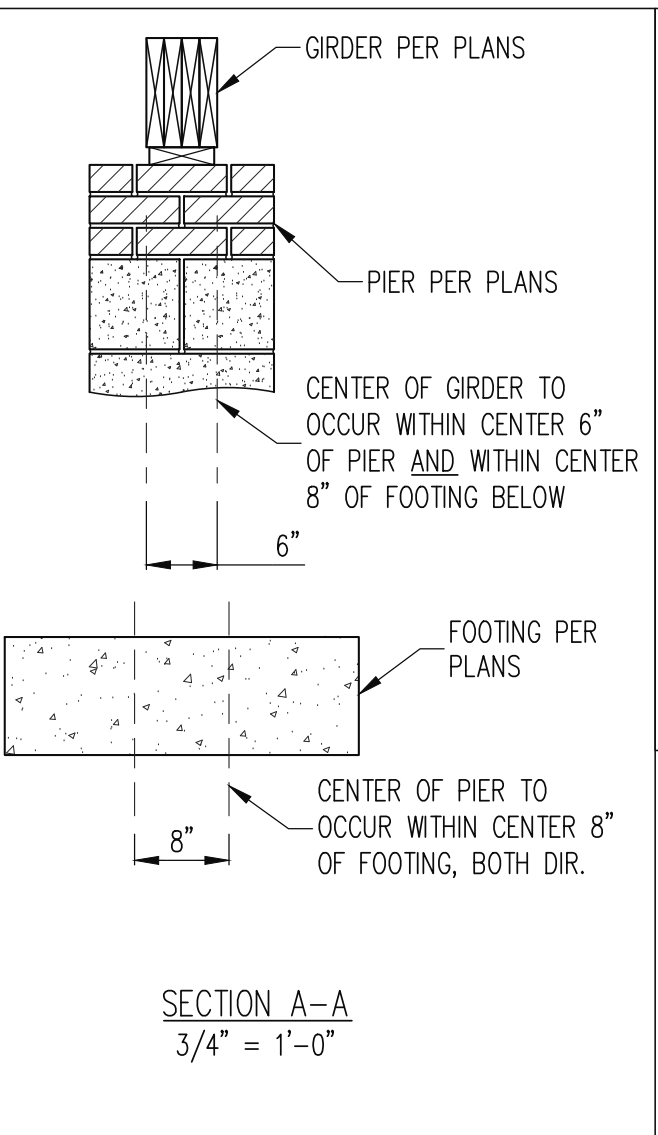 GIRDER PER PLANS
PIER PER PLANS
CENTER OF GIRDER TO
OCCUR WITHIN CENTER 6”
OF PIER AND WITHIN CENTER
8” OF FOOTING BELOW
6”
FOOTING PER
PLANS
CENTER OF PIER TO
OCCUR WITHIN CENTER 8”
OF FOOTING, BOTH DIR.
8”
SECTION A–A
3/4” = 1’–0”